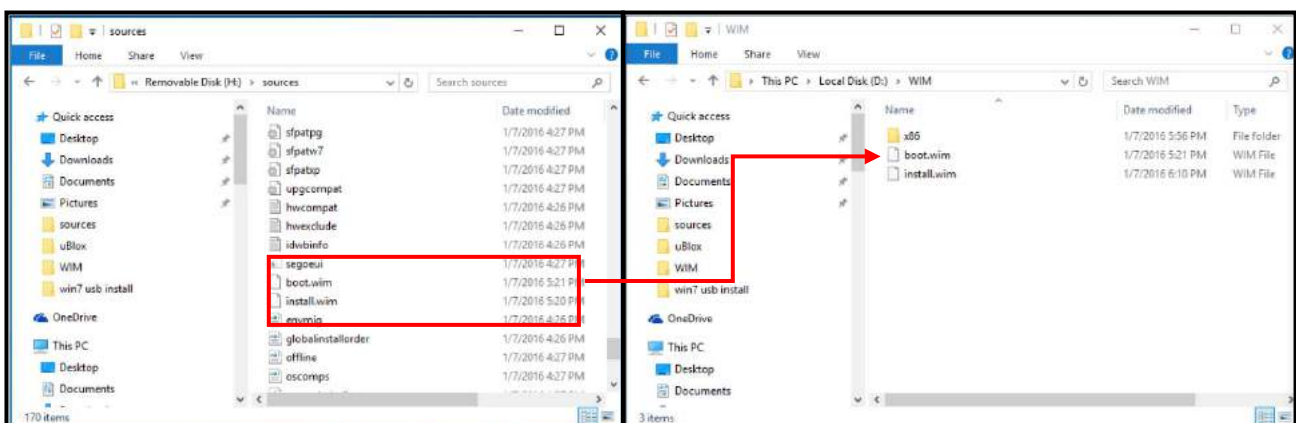 sources
File Home Share View
« Removable Disk (H:) > sources
Search sources
Quick access
Desktop
Downloads
Documents
Pictures
sources
uBlox
WIM
win7 usb install
OneDrive
This PC
Desktop
Documents
Name Date modified
sfpatpg 1/7/2016 4:27 PM
sfpatw7 1/7/2016 4:27 PM
sfpatxp 1/7/2016 4:27 PM
upgcompat 1/7/2016 4:27 PM
hwcompat 1/7/2016 4:26 PM
hwexclude 1/7/2016 4:26 PM
idwbinfo 1/7/2016 4:26 PM
segoeui 1/7/2016 4:27 PM
boot.wim 1/7/2016 5:21 PM
install.wim 1/7/2016 5:20 PM
envmig 1/7/2016 4:26 PM
globalinstallorder 1/7/2016 4:26 PM
offline 1/7/2016 4:27 PM
oscomps 1/7/2016 4:27 PM
170 items
WIM
File Home Share View
> This PC > Local Disk (D:) > WIM
Search WIM
Quick access
Desktop
Downloads
Documents
Pictures
sources
uBlox
WIM
win7 usb install
OneDrive
This PC
Desktop
Documents
Name Date modified Type
x86 1/7/2016 5:56 PM File folder
boot.wim 1/7/2016 5:21 PM WIM File
install.wim 1/7/2016 6:10 PM WIM File
3 items